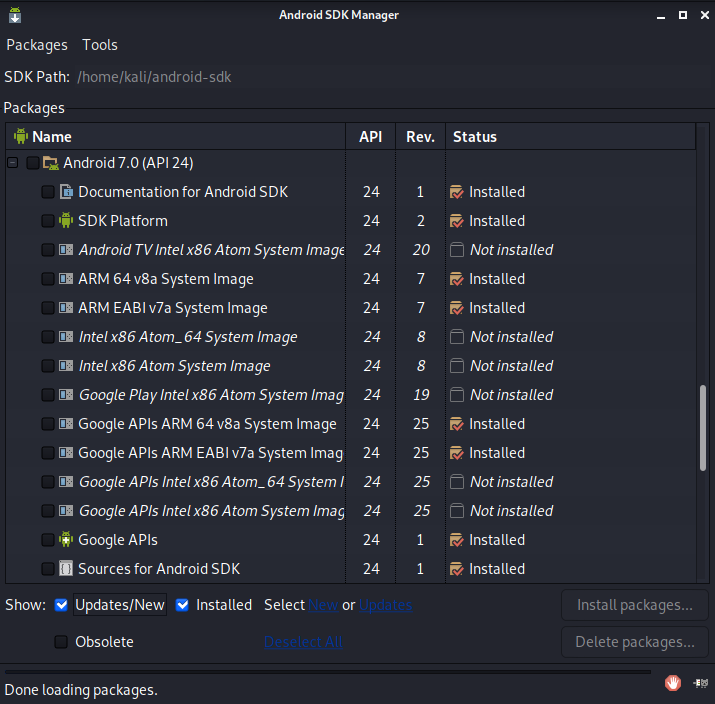 Android SDK Manager
Packages Tools
SDK Path: /home/kali/android-sdk
Packages
Name API Rev. Status
Android 7.0 (API 24)
Documentation for Android SDK 24 1 Installed
SDK Platform 24 2 Installed
Android TV Intel x86 Atom System Image 24 20 Not installed
ARM 64 v8a System Image 24 7 Installed
ARM EABI v7a System Image 24 7 Installed
Intel x86 Atom_64 System Image 24 8 Not installed
Intel x86 Atom System Image 24 8 Not installed
Google Play Intel x86 Atom System Imag 24 19 Not installed
Google APIs ARM 64 v8a System Image 24 25 Installed
Google APIs ARM EABI v7a System Imag 24 25 Installed
Google APIs Intel x86 Atom_64 System I 24 25 Not installed
Google APIs Intel x86 Atom System Imag 24 25 Not installed
Google APIs 24 1 Installed
Sources for Android SDK 24 1 Installed
Show: Updates/New Installed Select New or Updates Install packages...
Obsolete Deselect All Delete packages...
Done loading packages.